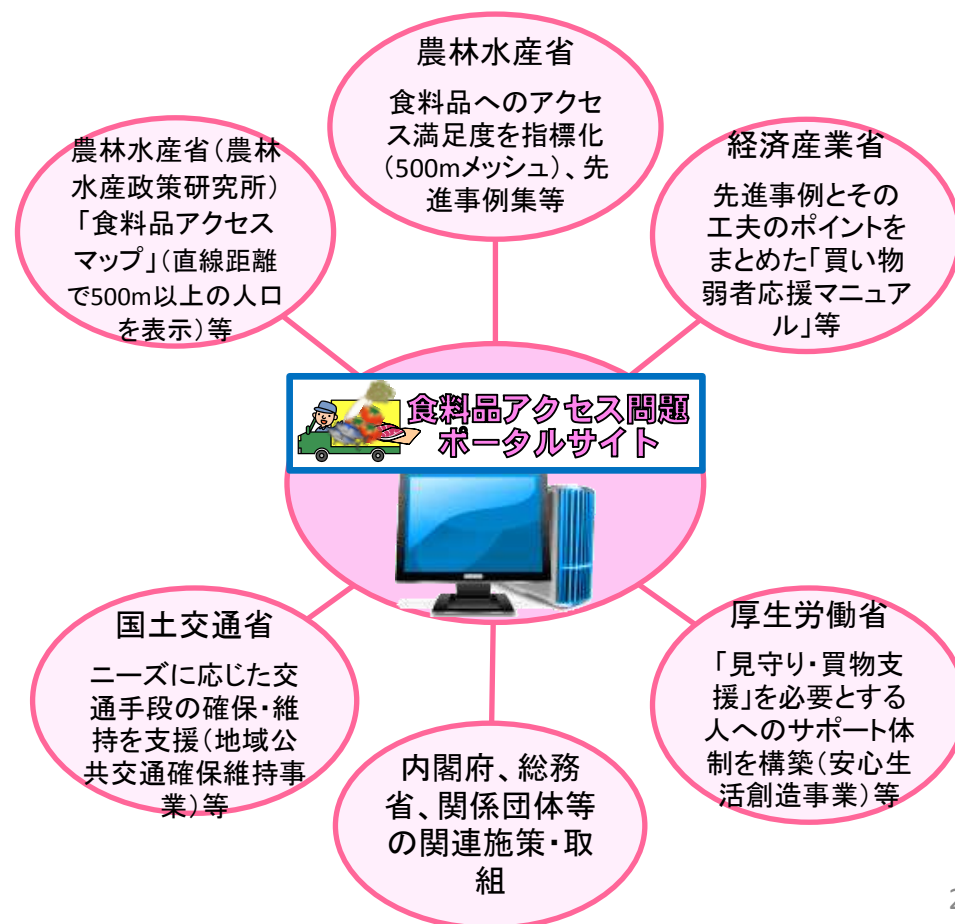 農林水産省
食料品へのアクセ
ス満足度を指標化
(500mメッシュ)、先
進事例集等
農林水産省(農林
水産政策研究所)
「食料品アクセス
マップ」(直線距離
で500m以上の人口
を表示)等
経済産業省
先進事例とその
工夫のポイントを
まとめた「買い物
弱者応援マニュア
ル」等
食料品アクセス問題
ポータルサイト
国土交通省
ニーズに応じた交
通手段の確保・維
持を支援(地域公
共交通確保維持事
業)等
内閣府、総務
省、関係団体等
の関連施策・取
組
厚生労働省
「見守り・買物支
援」を必要とする
人へのサポート体
制を構築(安心生
活創造事業)等
2